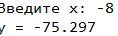 Введите x: -8
y = -75.297